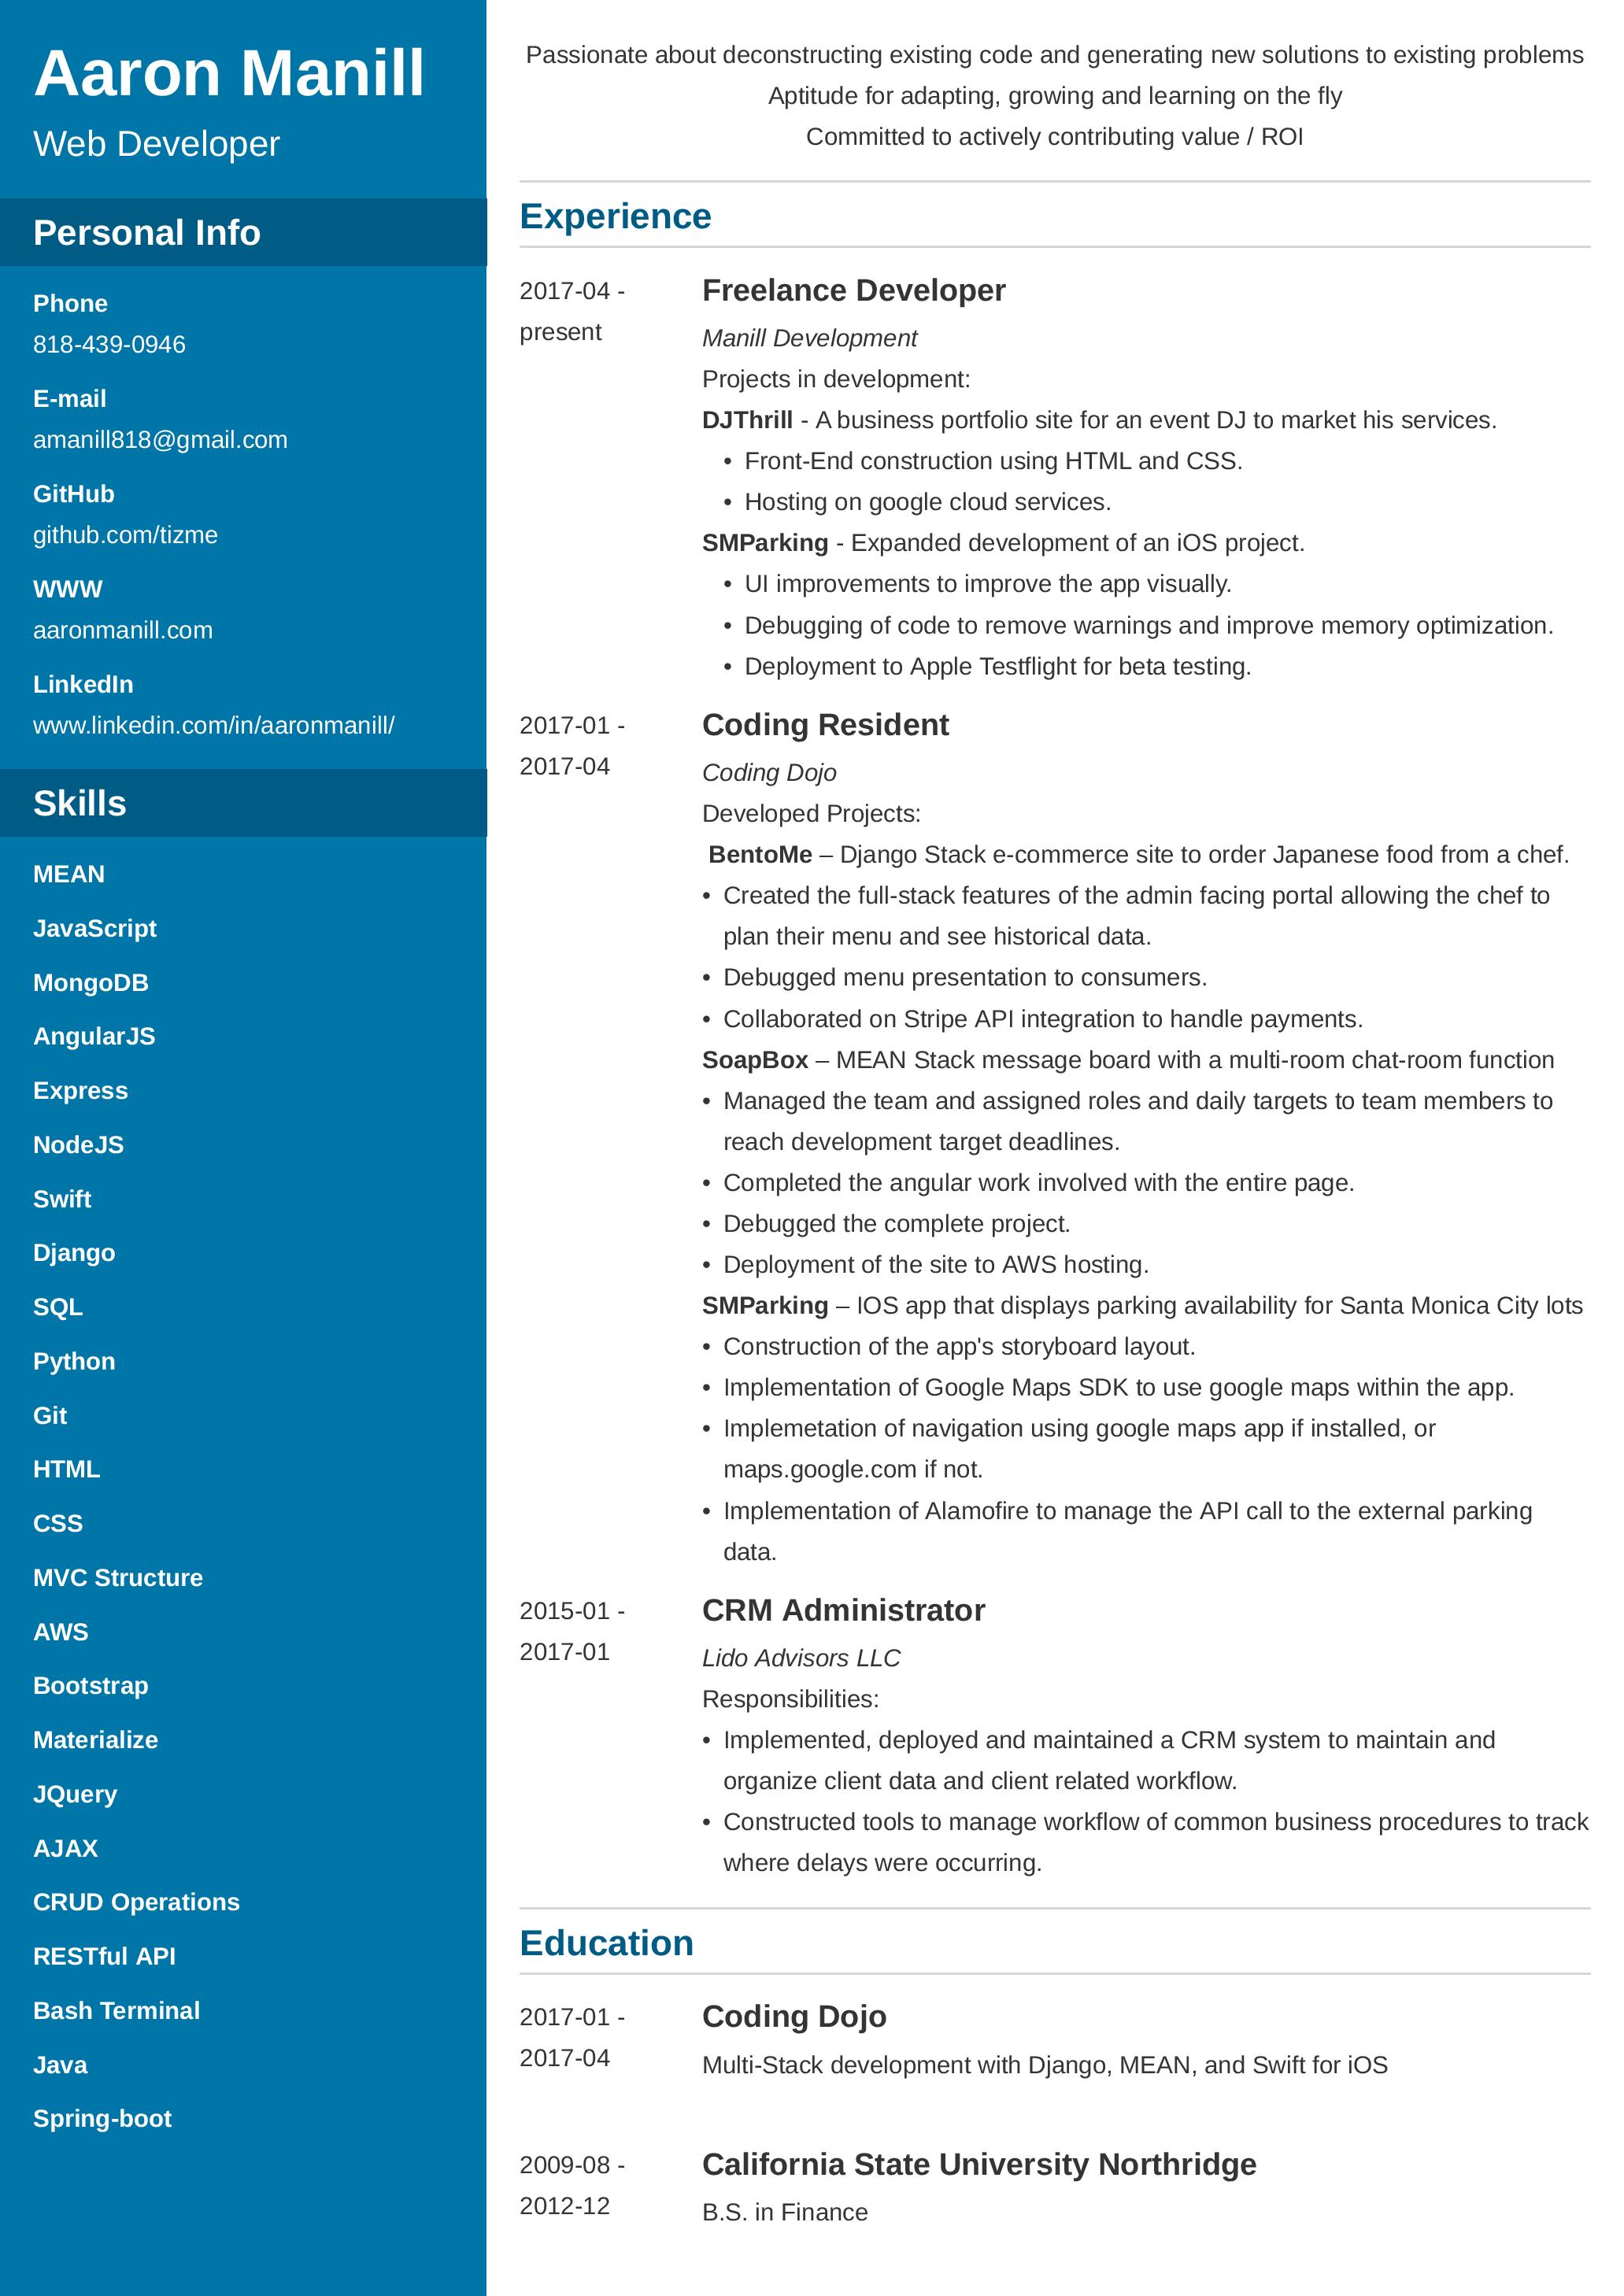 Aaron Manill
Web Developer
Personal Info
Phone
818-439-0946
E-mail
amanill818@gmail.com
GitHub
github.com/tizme
WWW
aaronmanill.com
LinkedIn
www.linkedin.com/in/aaronmanill/
Skills
MEAN
JavaScript
MongoDB
AngularJS
Express
NodeJS
Swift
Django
SQL
Python
Git
HTML
CSS
MVC Structure
AWS
Bootstrap
Materialize
JQuery
AJAX
CRUD Operations
RESTful API
Bash Terminal
Java
Spring-boot
Passionate about deconstructing existing code and generating new solutions to existing problems
Aptitude for adapting, growing and learning on the fly
Committed to actively contributing value / ROI
Experience
2017-04 -
present
Freelance Developer
Manill Development
Projects in development:
DJThrill - A business portfolio site for an event DJ to market his services.
• Front-End construction using HTML and CSS.
• Hosting on google cloud services.
SMParking - Expanded development of an iOS project.
• UI improvements to improve the app visually.
• Debugging of code to remove warnings and improve memory optimization.
• Deployment to Apple Testflight for beta testing.
2017-01 -
2017-04
Coding Resident
Coding Dojo
Developed Projects:
BentoMe – Django Stack e-commerce site to order Japanese food from a chef.
• Created the full-stack features of the admin facing portal allowing the chef to
plan their menu and see historical data.
• Debugged menu presentation to consumers.
• Collaborated on Stripe API integration to handle payments.
SoapBox – MEAN Stack message board with a multi-room chat-room function
• Managed the team and assigned roles and daily targets to team members to
reach development target deadlines.
• Completed the angular work involved with the entire page.
• Debugged the complete project.
• Deployment of the site to AWS hosting.
SMParking – IOS app that displays parking availability for Santa Monica City lots
• Construction of the app's storyboard layout.
• Implementation of Google Maps SDK to use google maps within the app.
• Implemetation of navigation using google maps app if installed, or
maps.google.com if not.
• Implementation of Alamofire to manage the API call to the external parking
data.
2015-01 -
2017-01
CRM Administrator
Lido Advisors LLC
Responsibilities:
• Implemented, deployed and maintained a CRM system to maintain and
organize client data and client related workflow.
• Constructed tools to manage workflow of common business procedures to track
where delays were occurring.
Education
2017-01 -
2017-04
Coding Dojo
Multi-Stack development with Django, MEAN, and Swift for iOS
2009-08 -
2012-12
California State University Northridge
B.S. in Finance